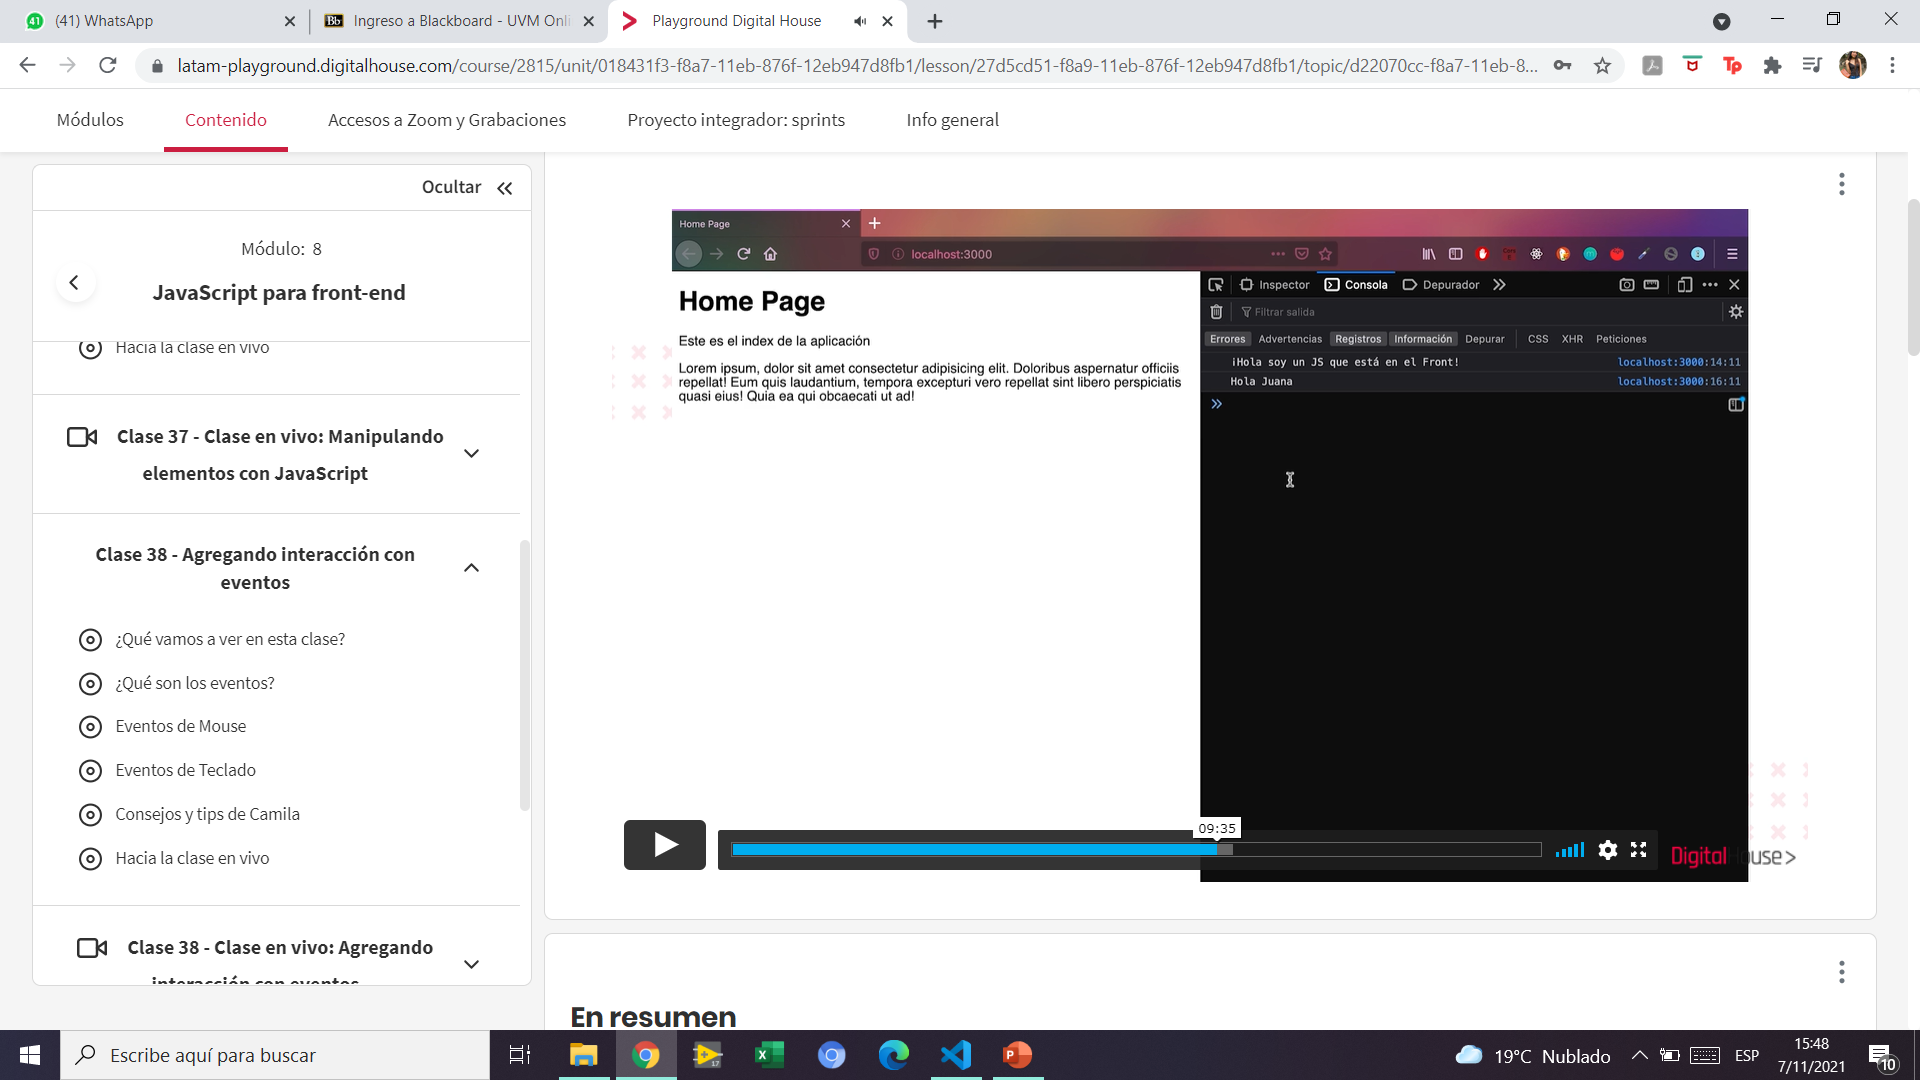 (41) WhatsApp
Ingreso a Blackboard - UVM Onli
Playground Digital House
latam-playground.digitalhouse.com/course/2815/unit/018431f3-f8a7-11eb-876f-12eb947d8fb1/lesson/27d5cd51-f8a9-11eb-876f-12eb947d8fb1/topic/d22070cc-f8a7-11eb-8...
Módulos
Contenido
Accesos a Zoom y Grabaciones
Proyecto integrador: sprints
Info general
Ocultar
Módulo: 8
JavaScript para front-end
Hacia la clase en vivo
Clase 37 - Clase en vivo: Manipulando
elementos con JavaScript
Clase 38 - Agregando interacción con
eventos
¿Qué vamos a ver en esta clase?
¿Qué son los eventos?
Eventos de Mouse
Eventos de Teclado
Consejos y tips de Camila
Hacia la clase en vivo
Clase 38 - Clase en vivo: Agregando
interacción con eventos
Home Page
localhost:3000
Home Page
Este es el index de la aplicación
Lorem ipsum, dolor sit amet consectetur adipisicing elit. Doloribus aspernatur officiis
repellat! Eum quis laudantium, tempora excepturi vero repellat sint libero perspiciatis
quasi eius! Quia ea qui obcaecati ut ad!
Inspector
Consola
Depurador
Filtrar salida
Errores
Advertencias
Registros
Información
Depurar
CSS
XHR
Peticiones
¡Hola soy un JS que está en el Front!
localhost:3000:14:11
Hola Juana
localhost:3000:16:11
09:35
DigitalHouse>
En resumen
Escribe aquí para buscar
19°C Nublado
ESP
15:48
7/11/2021
10